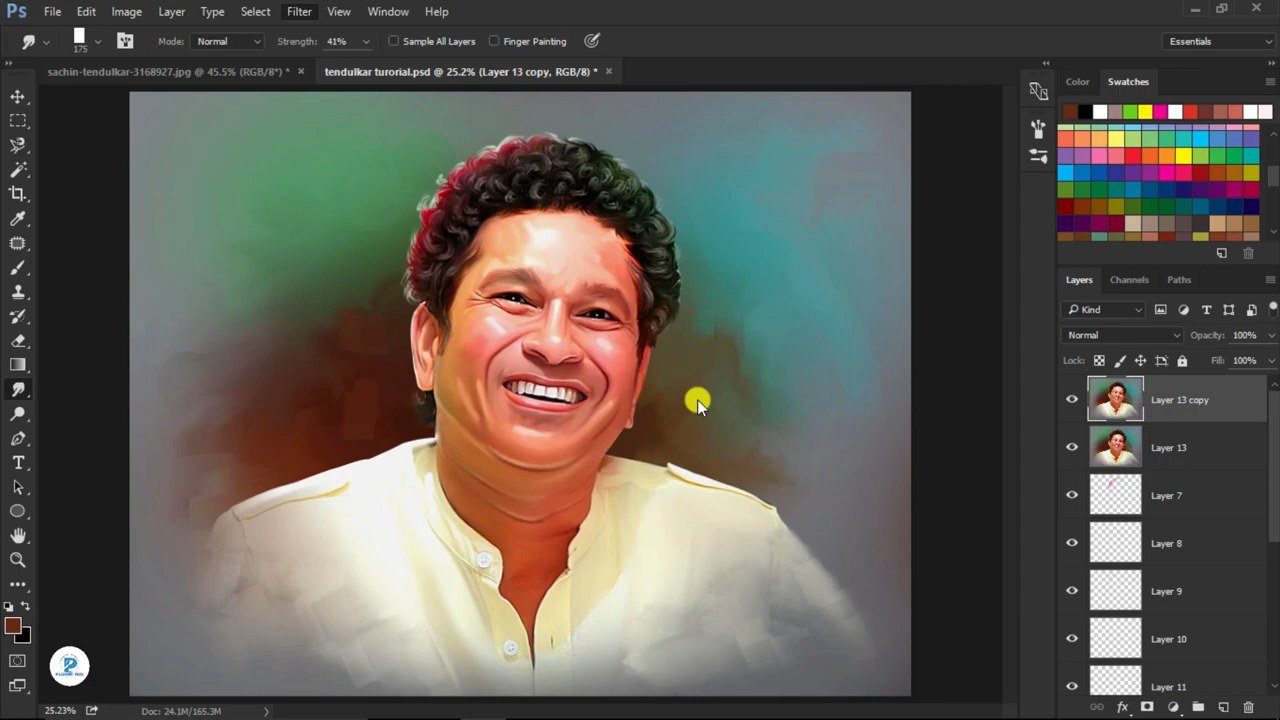 Ps File Edit Image Layer Type Select Filter View Window Help
175 Mode: Normal Strength: 41% Sample All Layers Finger Painting Essentials
sachin-tendulkar-3168927.jpg @ 45.5% (RGB/8*) * × tendulkar turorial.psd @ 25.2% (Layer 13 copy, RGB/8) * ×
Color Swatches
Layers Channels Paths
Kind
Normal Opacity: 100%
Lock: Fill: 100%
Layer 13 copy
Layer 13
Layer 7
Layer 8
Layer 9
Layer 10
Layer 11
25.23% Doc: 24.1M/165.3M